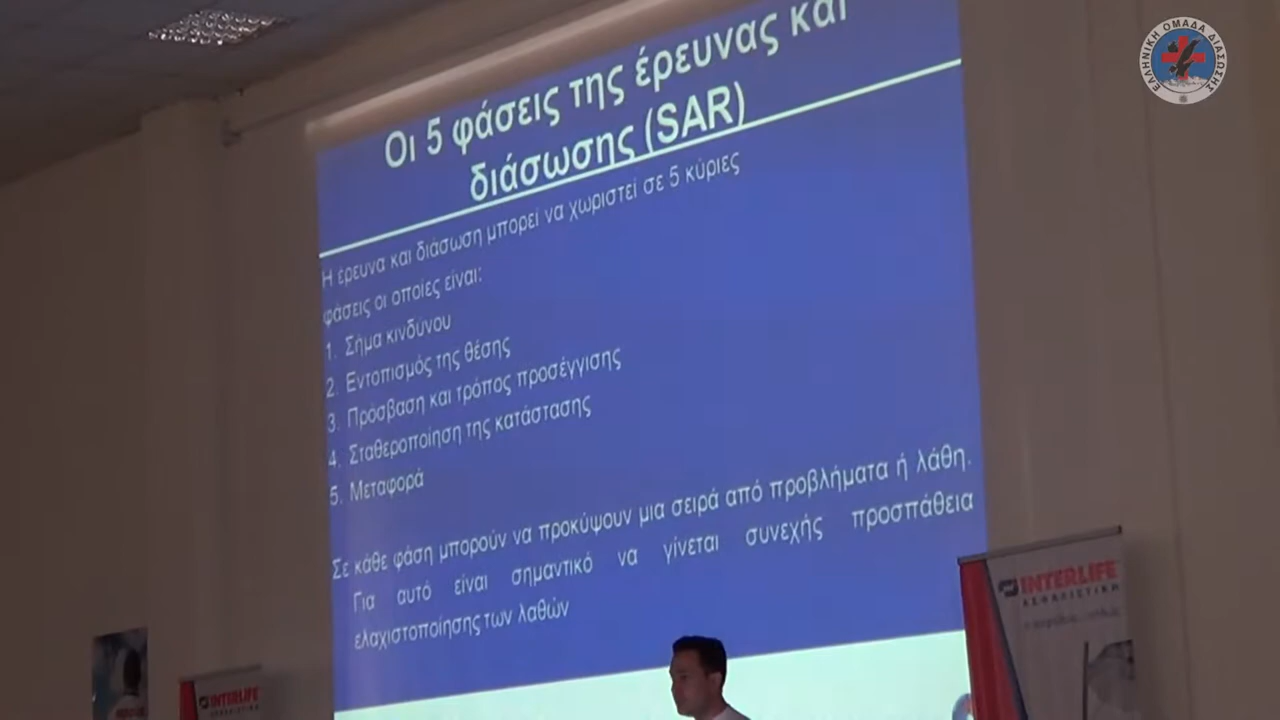 ΕΛΛΗΝΙΚΗ ΟΜΑΔΑ ΔΙΑΣΩΣΗΣ
Οι 5 φάσεις της έρευνας και
διάσωσης (SAR)
Η έρευνα και διάσωση μπορεί να χωριστεί σε 5 κύριες
φάσεις οι οποίες είναι:
1. Σήμα κινδύνου
2. Εντοπισμός της θέσης
3. Πρόσβαση και τρόπος προσέγγισης
4. Σταθεροποίηση της κατάστασης
5. Μεταφορά
Σε κάθε φάση μπορούν να προκύψουν μια σειρά από προβλήματα ή λάθη.
Για αυτό είναι σημαντικό να γίνεται συνεχής προσπάθεια
ελαχιστοποίησης των λαθών
INTERLIFE
ΑΣΦΑΛΙΣΤΙΚΗ
INTERLIFE
ΑΣΦΑΛΙΣΤΙΚΗ